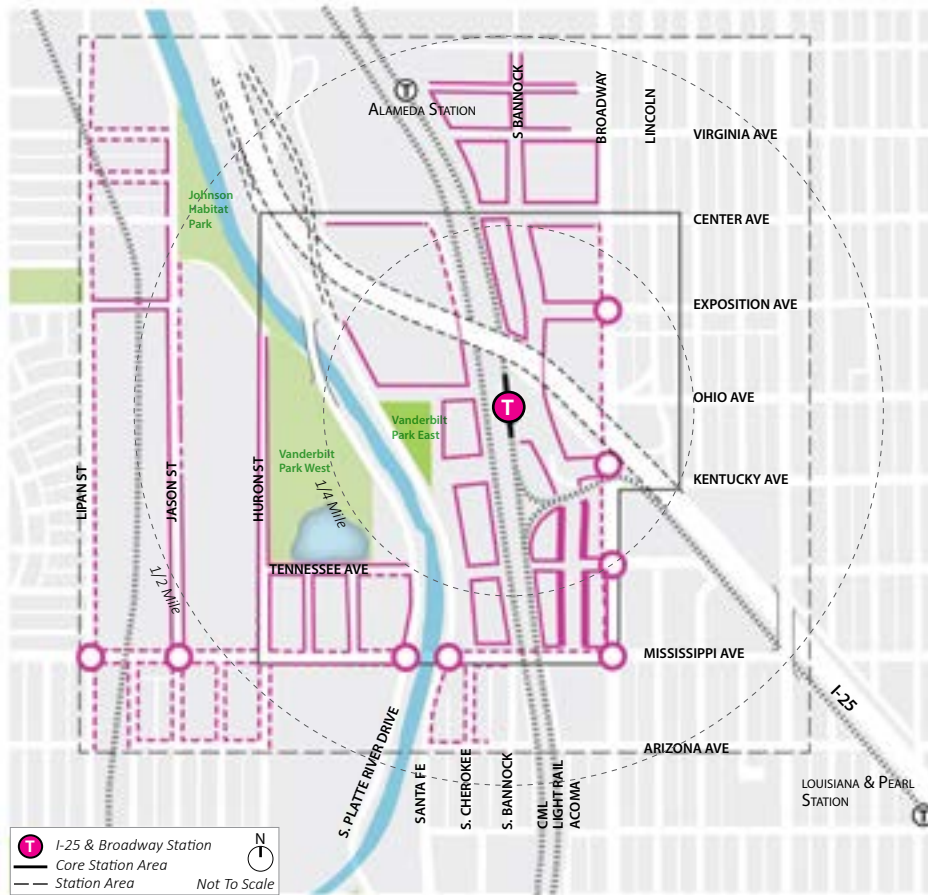 S BANNOCK
BROADWAY
LINCOLN
T
ALAMEDA STATION
VIRGINIA AVE
Johnson
Habitat
Park
CENTER AVE
EXPOSITION AVE
OHIO AVE
T
Vanderbilt
Park East
Vanderbilt
Park West
KENTUCKY AVE
LIPAN ST
JASON ST
HURON ST
1/4 Mile
TENNESSEE AVE
1/2 Mile
MISSISSIPPI AVE
I-25
ARIZONA AVE
S. PLATTE RIVER DRIVE
SANTA FE
S. CHEROKEE
S. BANNOCK
CML
LIGHT RAIL
ACOMA
LOUISIANA & PEARL
STATION
T
T I-25 & Broadway Station
Core Station Area
Station Area
N
Not To Scale